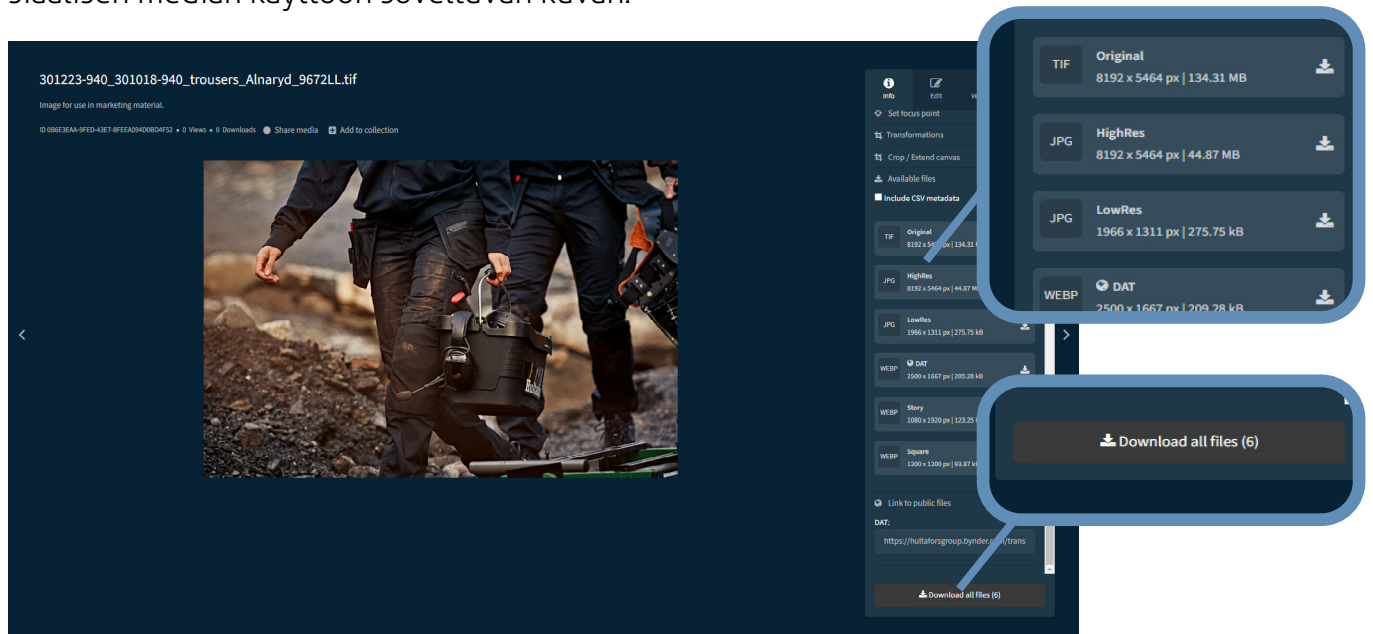 sosiaalisen median käyttöön soveltuvan kuvan.
301223-940_301018-940_trousers_Alnaryd_9672LL.tif
Image for use in marketing material.
ID 0B6E3EAA-9FED-43E7-8FEEA094D0BD4F52 • 0 Views • 0 Downloads Share media Add to collection
Info Edit
Set focus point
Transformations
Crop / Extend canvas
Available files
Include CSV metadata
TIF Original
8192 x 5464 px | 134.31
JPG HighRes
8192 x 5464 px | 44.87 M
JPG LowRes
1966 x 1311 px | 275.75 kB
WEBP DAT
2500 x 1667 px | 209.28 kB
WEBP Story
1080 x 1920 px | 123.25
WEBP Square
1200 x 1200 px | 93.87 k
Link to public files
DAT:
https://hultaforsgroup.bynder.com/trans
Download all files (6)
TIF Original
8192 x 5464 px | 134.31 MB
JPG HighRes
8192 x 5464 px | 44.87 MB
JPG LowRes
1966 x 1311 px | 275.75 kB
WEBP DAT
2500 x 1667 px | 209.28 kB
Download all files (6)